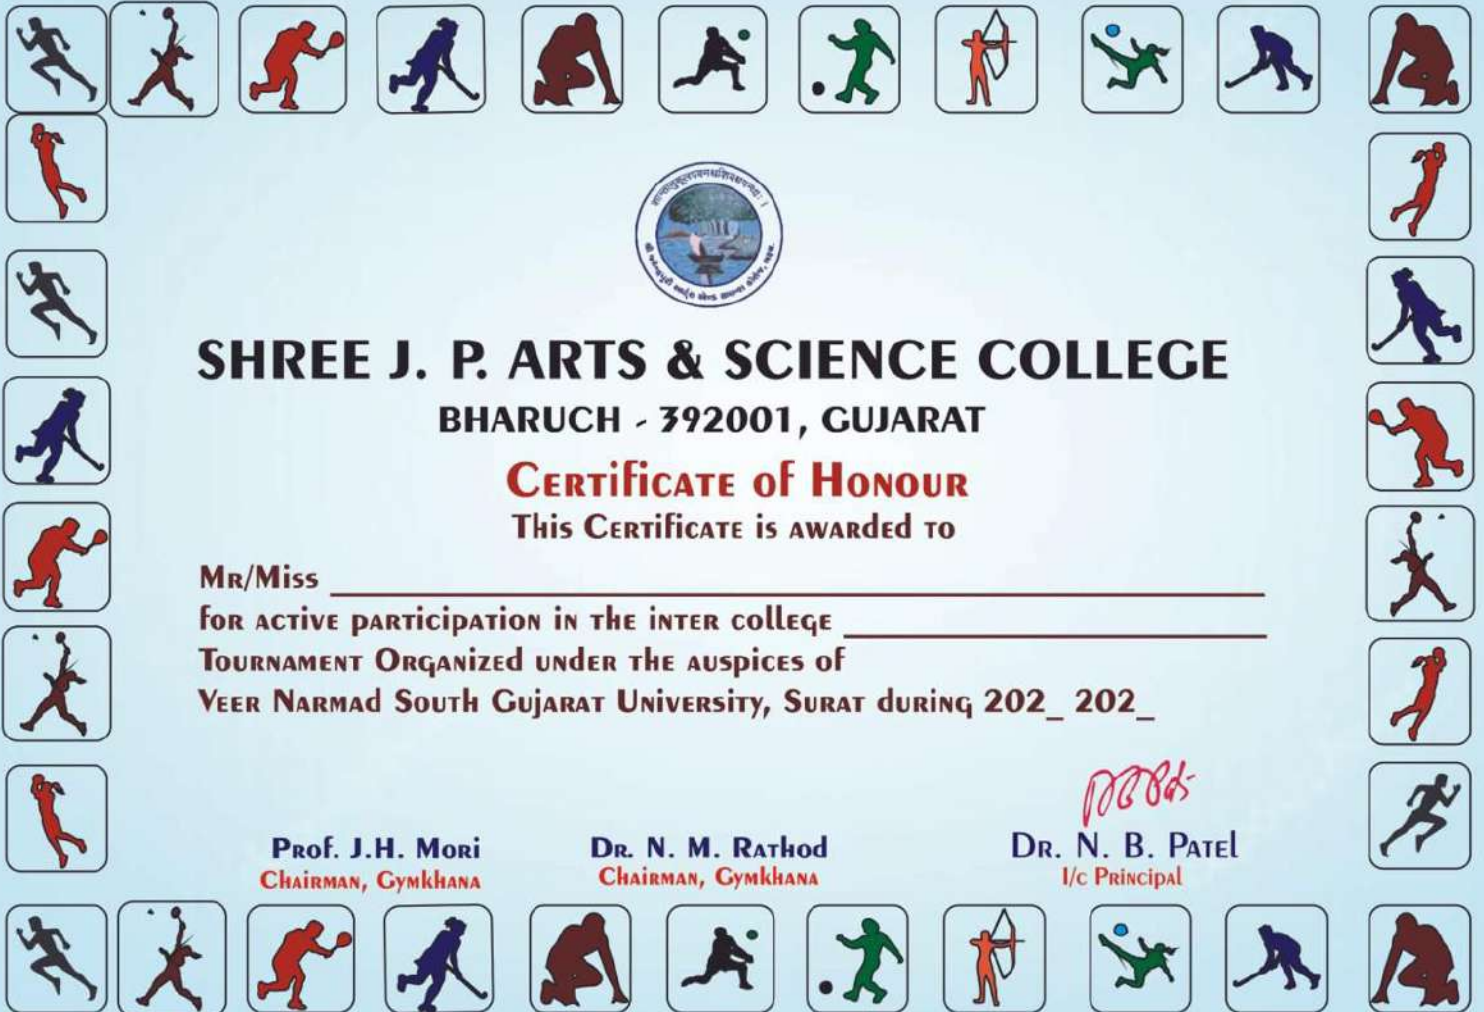 SHREE J. P. ARTS & SCIENCE COLLEGE
BHARUCH - 392001, GUJARAT
Certificate of Honour
This Certificate is awarded to
Mr/Miss
for active participation in the inter college
Tournament Organized under the auspices of
Veer Narmad South Gujarat University, Surat during 202_ 202_
Prof. J.H. Mori
Chairman, Gymkhana
Dr. N. M. Rathod
Chairman, Gymkhana
Dr. N. B. Patel
I/c Principal